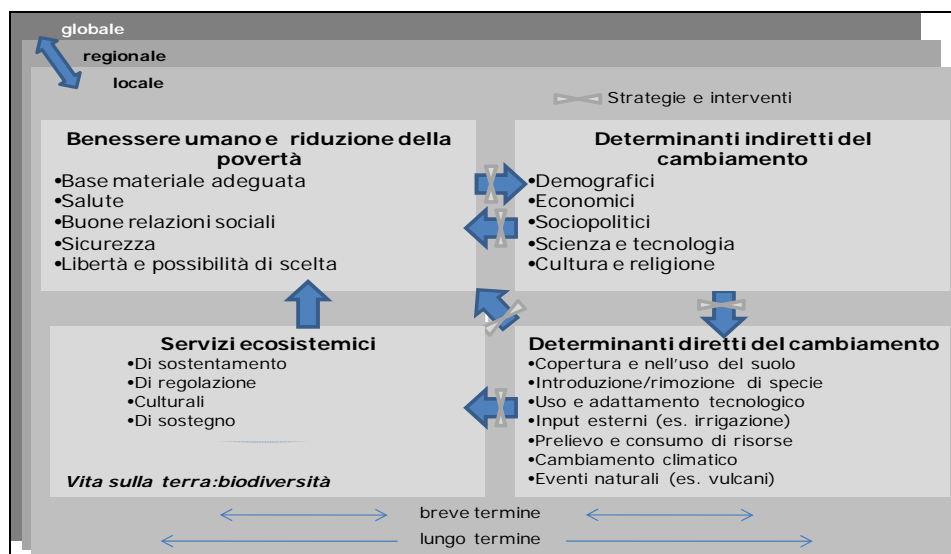 globale
regionale
locale
Strategie e interventi
Benessere umano e riduzione della
povertà
•Base materiale adeguata
•Salute
•Buone relazioni sociali
•Sicurezza
•Libertà e possibilità di scelta
Determinanti indiretti del
cambiamento
•Demografici
•Economici
•Sociopolitici
•Scienza e tecnologia
•Cultura e religione
Servizi ecosistemici
•Di sostentamento
•Di regolazione
•Culturali
•Di sostegno
Vita sulla terra:biodiversità
Determinanti diretti del cambiamento
•Copertura e nell'uso del suolo
•Introduzione/rimozione di specie
•Uso e adattamento tecnologico
•Input esterni (es. irrigazione)
•Prelievo e consumo di risorse
•Cambiamento climatico
•Eventi naturali (es. vulcani)
breve termine
lungo termine